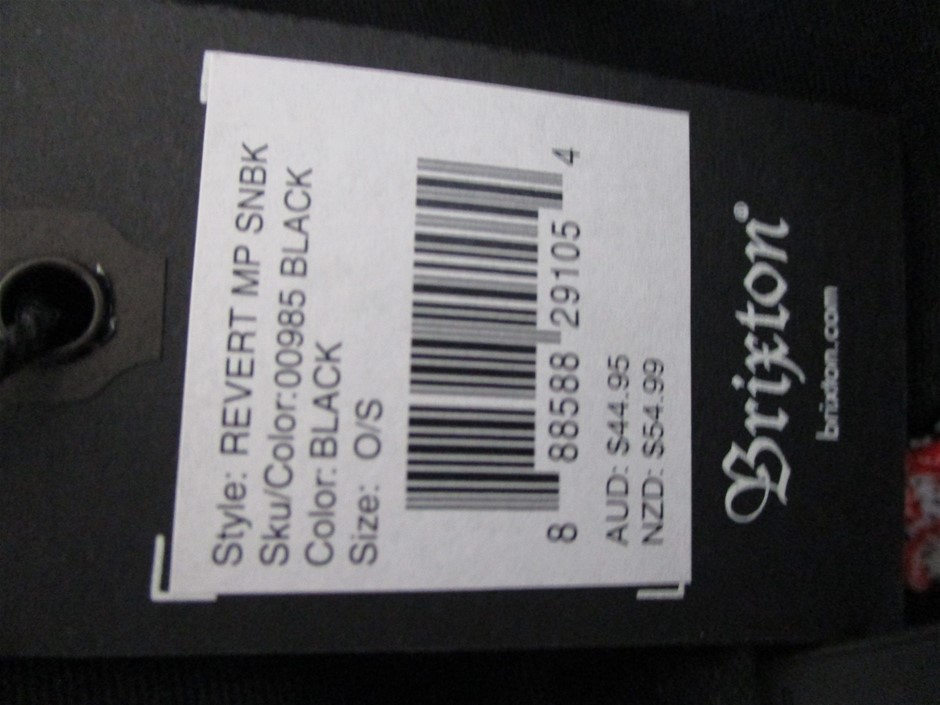 Style: REVERT MP SNBK
Sku/Color:00985 BLACK
Color:BLACK
Size: O/S
8 88588 29105 4
AUD: $44.95
NZD: $54.99
Brixton®
brixton.com